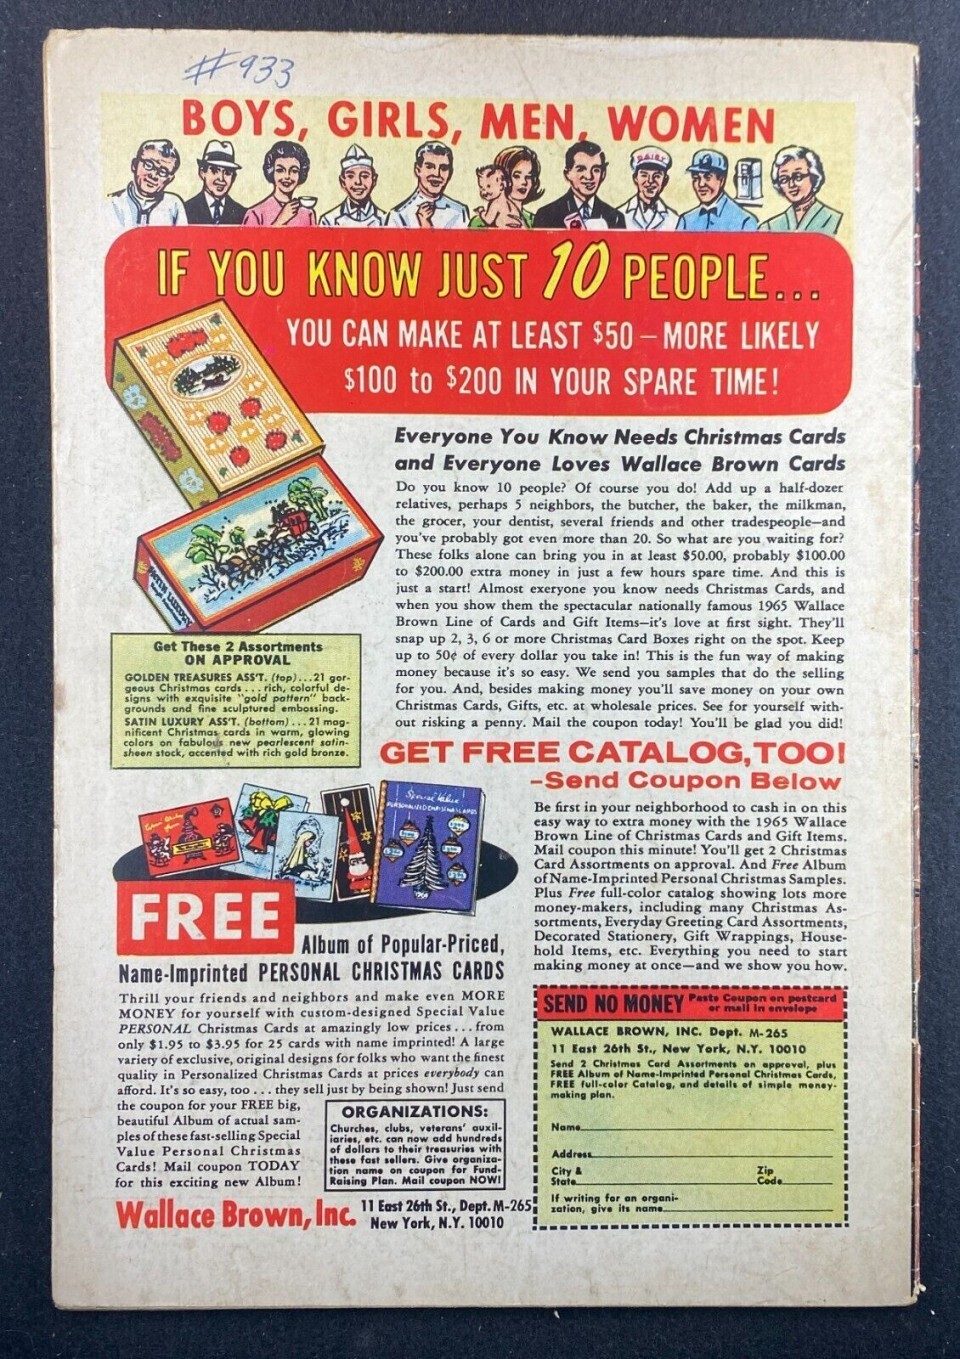 #933
BOYS, GIRLS, MEN, WOMEN
DAIRY
IF YOU KNOW JUST 10 PEOPLE...
YOU CAN MAKE AT LEAST $50 — MORE LIKELY
$100 to $200 IN YOUR SPARE TIME!
Everyone You Know Needs Christmas Cards
and Everyone Loves Wallace Brown Cards
Do you know 10 people? Of course you do! Add up a half-dozen
relatives, perhaps 5 neighbors, the butcher, the baker, the milkman,
the grocer, your dentist, several friends and other tradespeople—and
you've probably got even more than 20. So what are you waiting for?
These folks alone can bring you in at least $50.00, probably $100.00
to $200.00 extra money in just a few hours spare time. And this is
just a start! Almost exeryone you know needs Christmas Cards, and
when you show them the spectacular nationally famous 1965 Wallace
Brown Line of Cards and Gift Items—it's love at first sight. They'll
snap up 2, 3, 6 or more Christmas Card Boxes right on the spot. Keep
up to 50¢ of every dollar you take in! This is the fun way of making
money because it's so easy. We send you samples that do the selling
for you. And, besides making money you'll save money on your own
Christmas Cards, Gifts, etc. at wholesale prices. See for yourself with-
out risking a penny. Mail the coupon today! You'll be glad you did!
SATIN LUXURY
Get These 2 Assortments
ON APPROVAL
GOLDEN TREASURES ASS'T. (top)...21 gor-
geous Christmas cards . . . rich, colorful de-
signs with exquisite "gold pattern" back-
grounds and fine sculptured embossing.
SATIN LUXURY ASS'T. (bottom) . . . 21 mag-
nificent Christmas cards in warm, glowing
colors on fabulous new pearlescent satin-
sheen stock, accented with rich gold bronze.
GET FREE CATALOG, TOO!
–Send Coupon Below
Be first in your neighborhood to cash in on this
easy way to extra money with the 1965 Wallace
Brown Line of Christmas Cards and Gift Items.
Mail coupon this minute! You'll get 2 Christmas
Card Assortments on approval. And Free Album
of Name-Imprinted Personal Christmas Samples.
Plus Free full-color catalog showing lots more
money-makers, including many Christmas As-
sortments, Everyday Greeting Card Assortments,
Decorated Stationery, Gift Wrappings, House-
hold Items, etc. Everything you need to start
making money at once—and we show you how.
Special Value
PERSONALIZED CHRISTMAS CARDS
FREE
Album of Popular-Priced,
Name-Imprinted PERSONAL CHRISTMAS CARDS
Thrill your friends and neighbors and make even MORE
MONEY for yourself with custom-designed Special Value
PERSONAL Christmas Cards at amazingly low prices . . . from
only $1.95 to $3.95 for 25 cards with name imprinted! A large
variety of exclusive, original designs for folks who want the finest
quality in Personalized Christmas Cards at prices everybody can
afford. It's so easy, too . . . they sell just by being shown! Just send
the coupon for your FREE big,
beautiful Album of actual sam-
ples of these fast-selling Special
Value Personal Christmas
Cards! Mail coupon TODAY
for this exciting new Album!
ORGANIZATIONS:
Churches, clubs, veterans' auxil-
iaries, etc. can now add hundreds
of dollars to their treasuries with
these fast sellers. Give organiza-
tion name on coupon for Fund-
Raising Plan. Mail coupon NOW!
Wallace Brown, Inc. 11 East 26th St., Dept. M-265
New York, N.Y. 10010
SEND NO MONEY Paste Coupon on postcard
or mail in envelope
WALLACE BROWN, INC. Dept. M-265
11 East 26th St., New York, N.Y. 10010
Send 2 Christmas Card Assortments on approval, plus
FREE Album of Name-Imprinted Personal Christmas Cards,
FREE full-color Catalog, and details of simple money-
making plan.
Name
Address
City & State
Zip Code
If writing for an organi-
zation, give its name